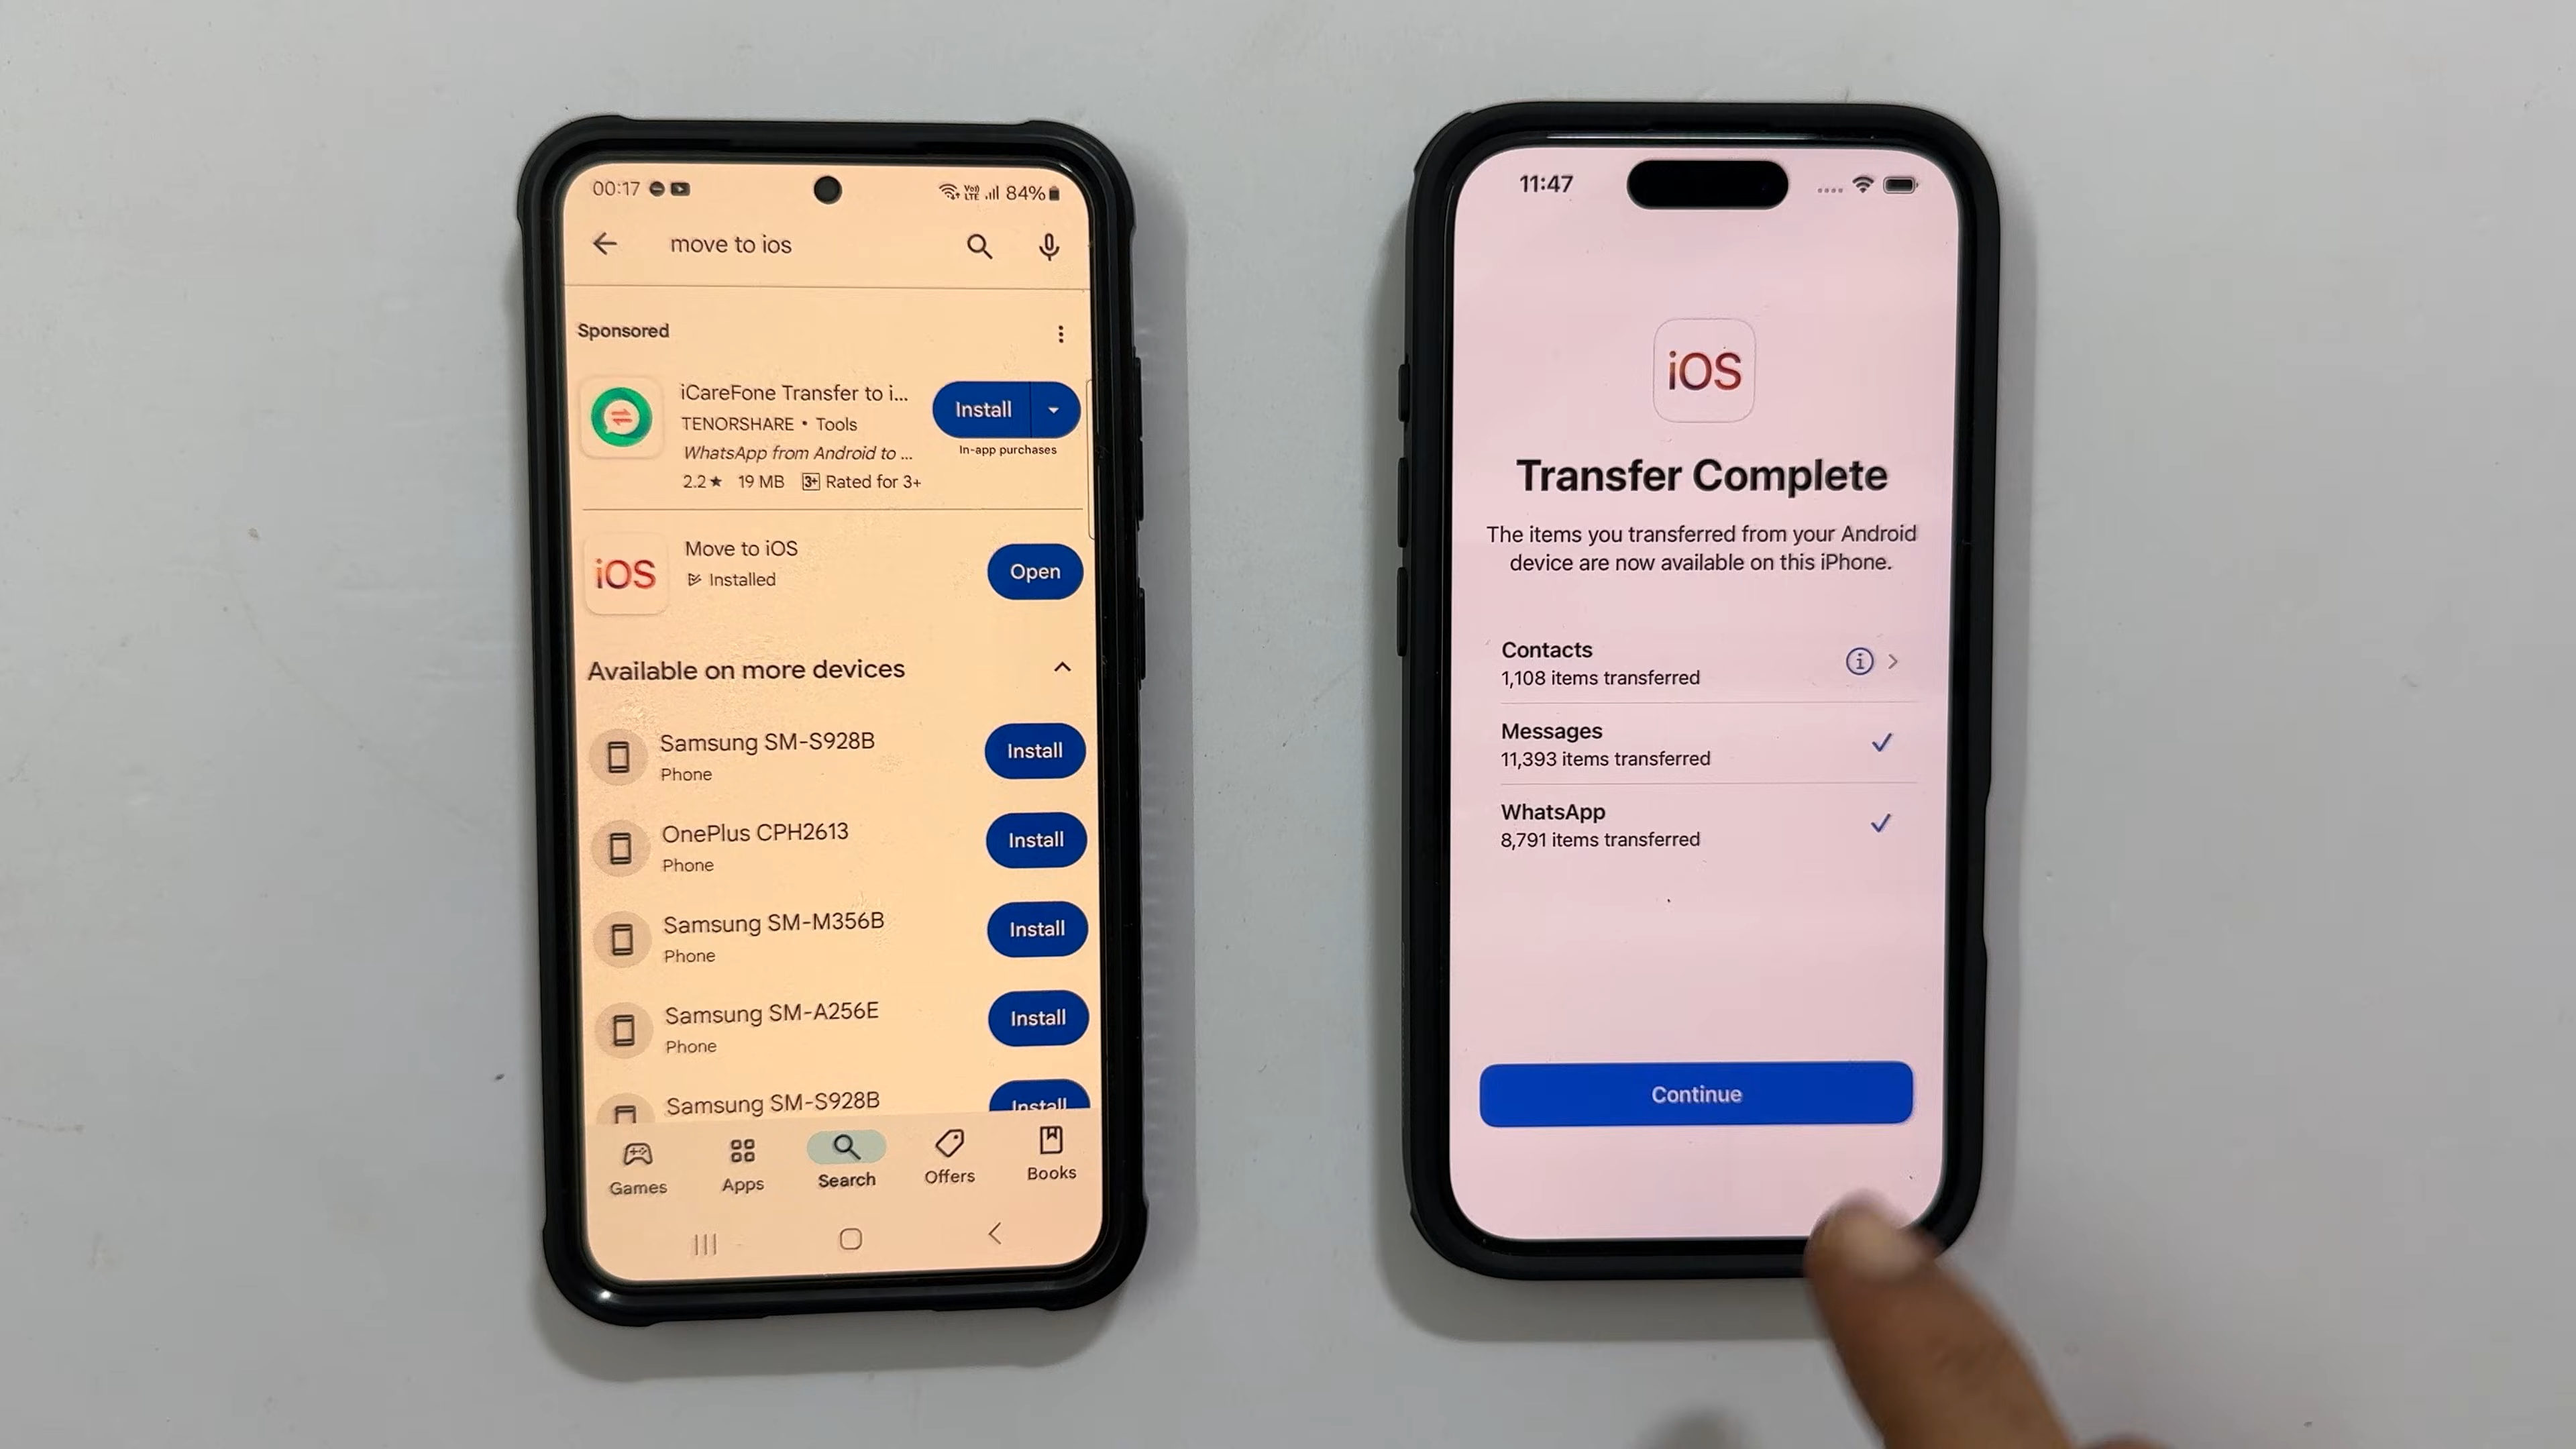 00:17
Vo)) LTE 84%
move to ios
Sponsored
iCareFone Transfer to i...
TENORSHARE • Tools
WhatsApp from Android to ...
2.2★ 19 MB 3+ Rated for 3+
Install
In-app purchases
iOS
Move to iOS
Installed
Open
Available on more devices
Samsung SM-S928B
Phone
Install
OnePlus CPH2613
Phone
Install
Samsung SM-M356B
Phone
Install
Samsung SM-A256E
Phone
Install
Samsung SM-S928B
Install
Games
Apps
Search
Offers
Books
11:47
iOS
Transfer Complete
The items you transferred from your Android
device are now available on this iPhone.
Contacts
1,108 items transferred
Messages
11,393 items transferred
WhatsApp
8,791 items transferred
Continue